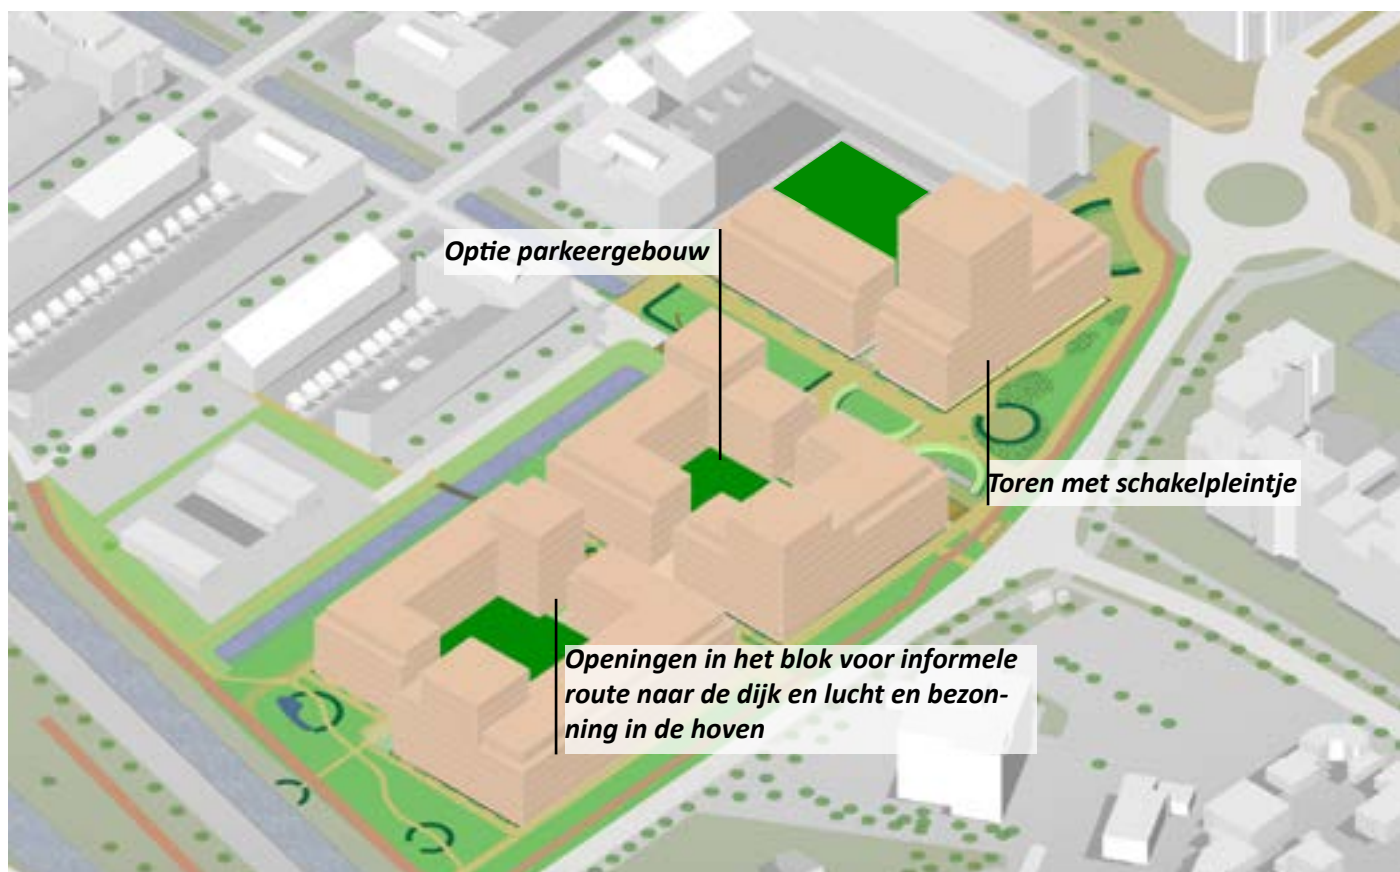 Optie parkeergebouw
Toren met schakelpleintje
Openingen in het blok voor informele
route naar de dijk en lucht en bezon-
ning in de hoven